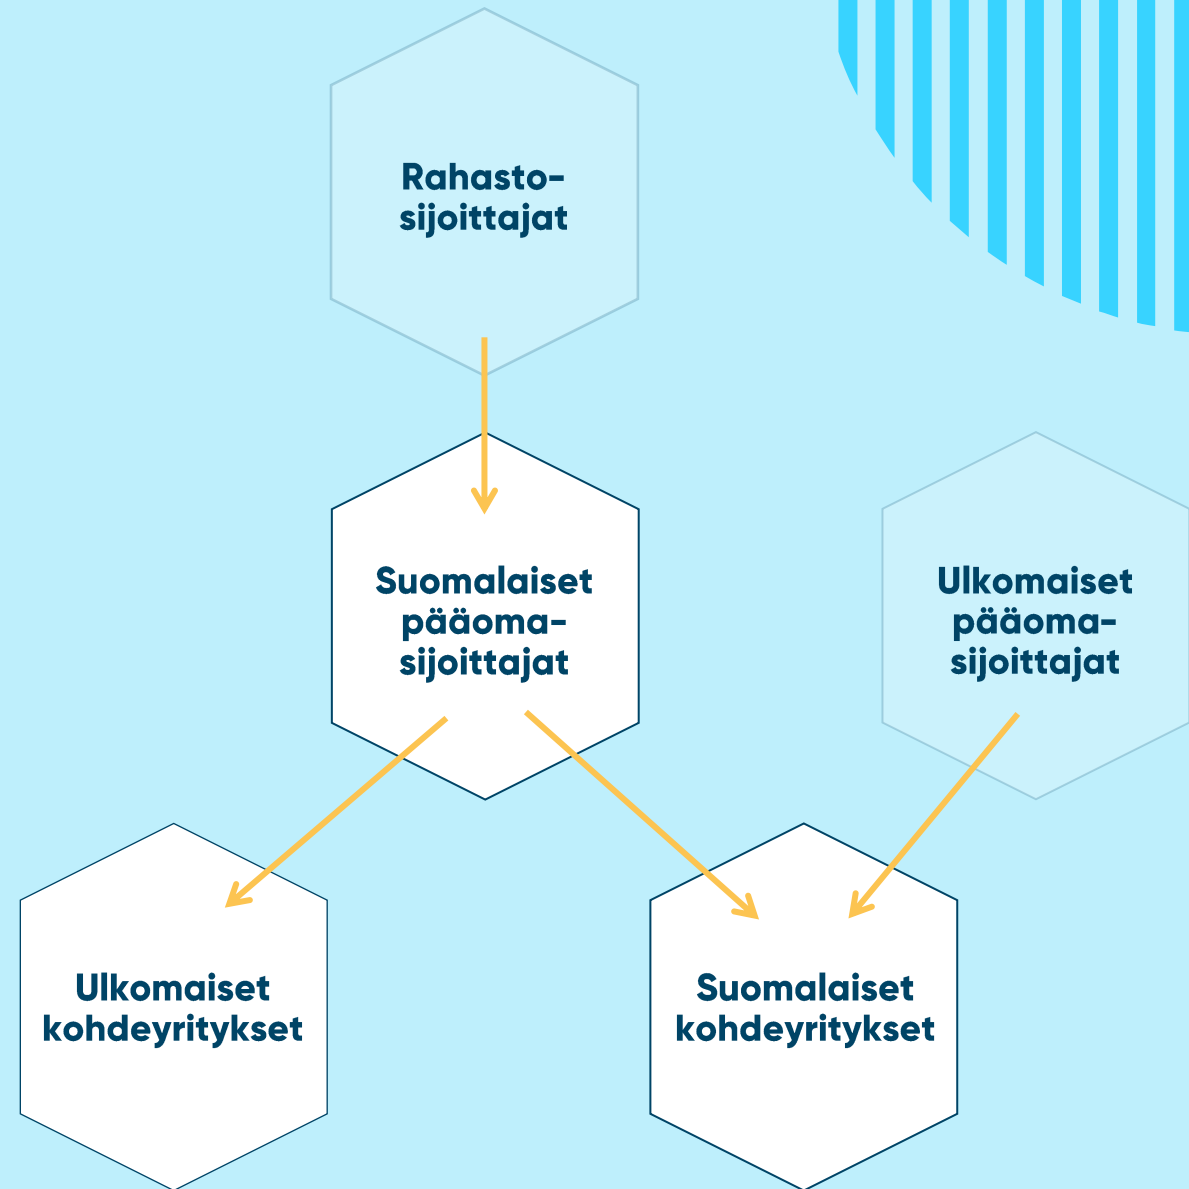 Rahasto-
sijoittajat
Suomalaiset
pääoma-
sijoittajat
Ulkomaiset
pääoma-
sijoittajat
Ulkomaiset
kohdeyritykset
Suomalaiset
kohdeyritykset